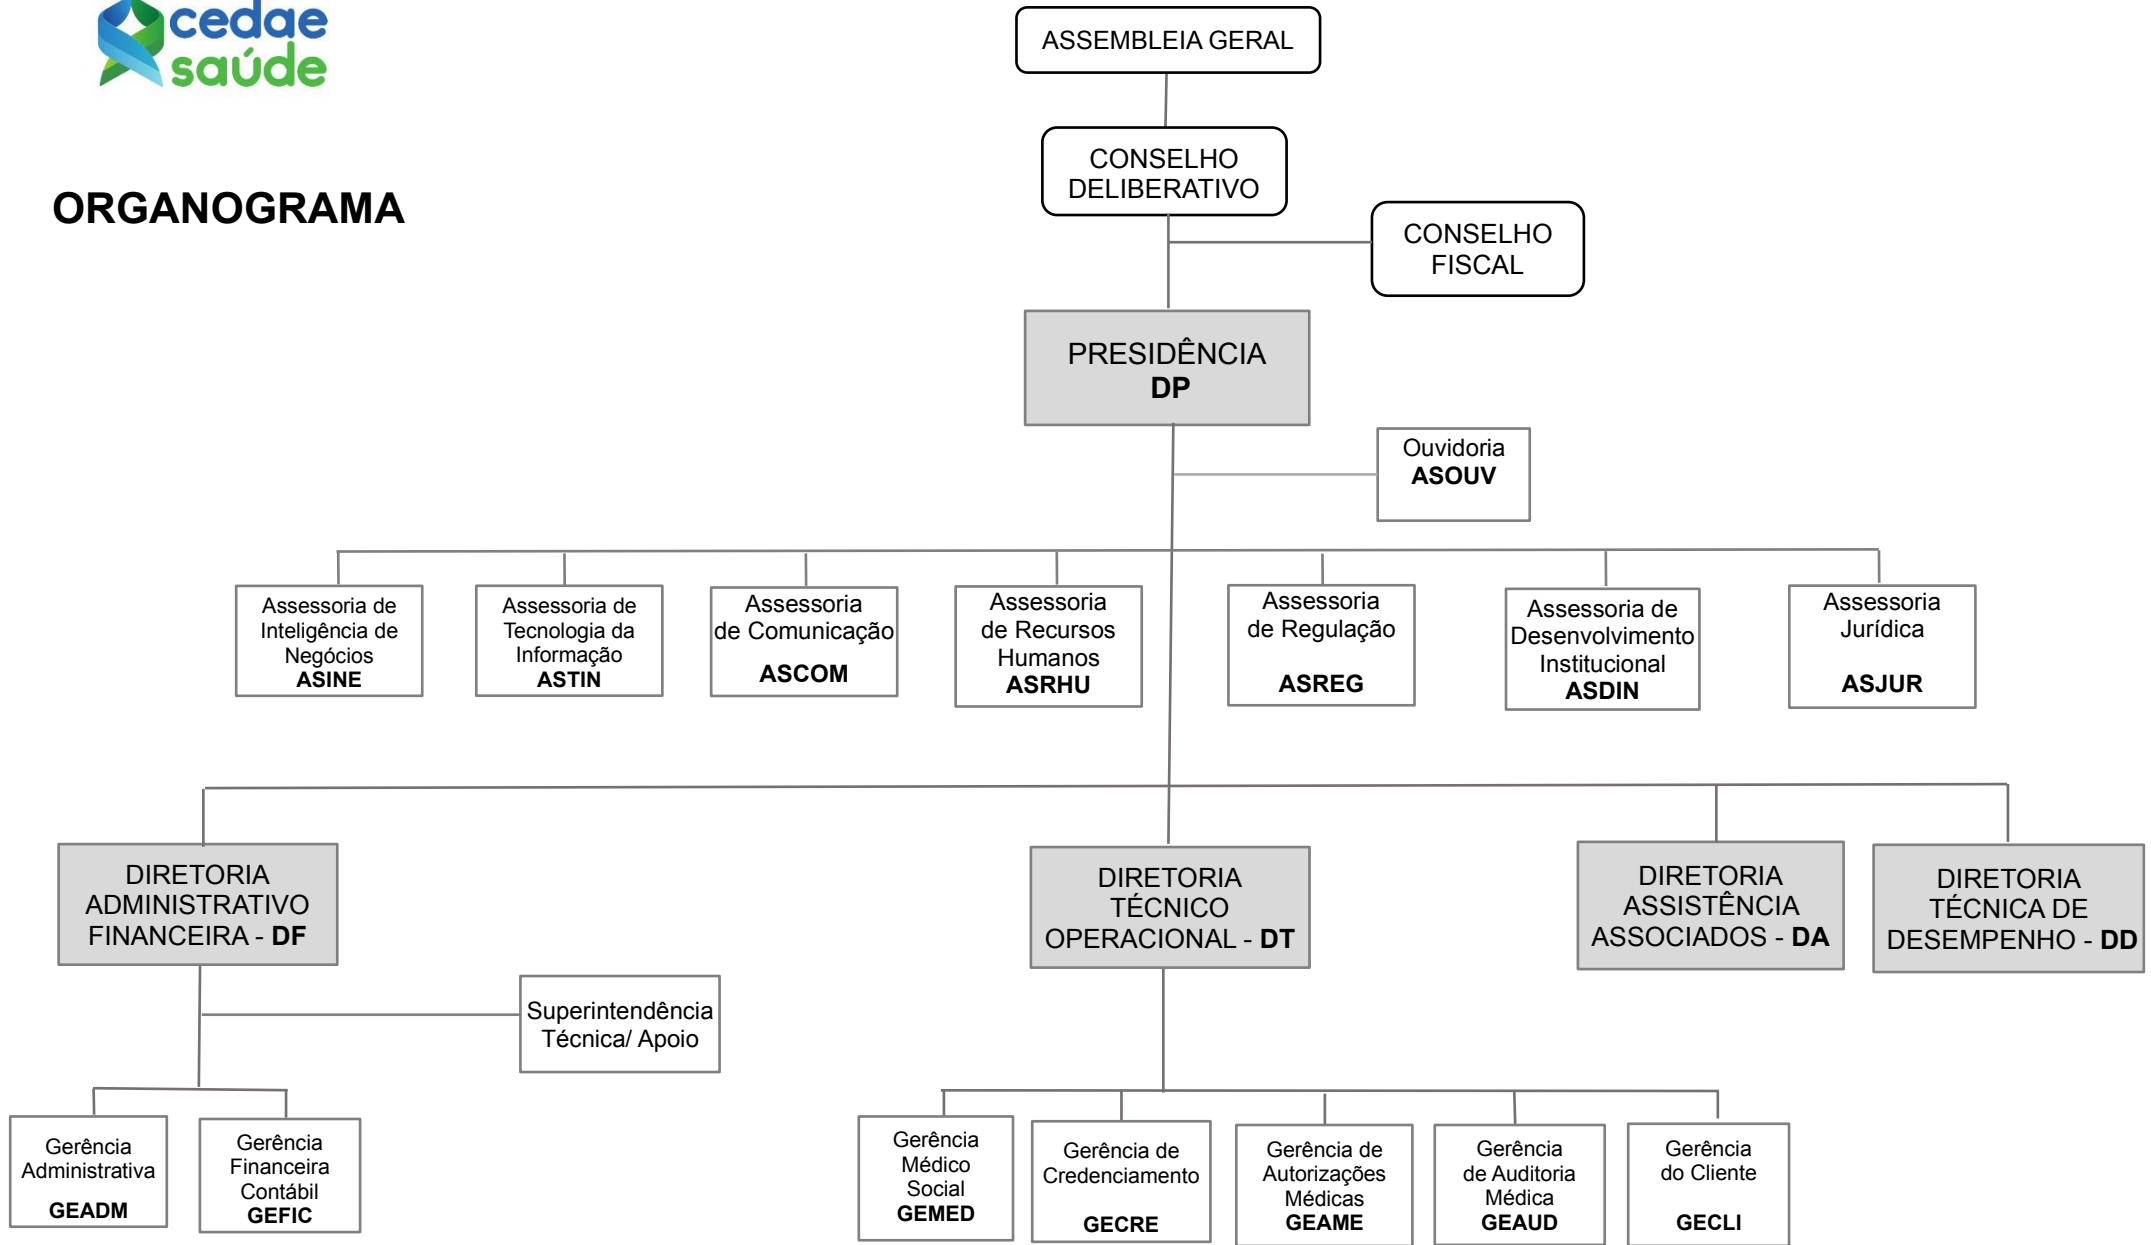 cedae
saúde
ORGANOGRAMA
ASSEMBLEIA GERAL
CONSELHO
DELIBERATIVO
CONSELHO
FISCAL
PRESIDÊNCIA
DP
Ouvidoria
ASOUV
Assessoria de
Inteligência de
Negócios
ASINE
Assessoria de
Tecnologia da
Informação
ASTIN
Assessoria
de Comunicação
ASCOM
Assessoria
de Recursos
Humanos
ASRHU
Assessoria
de Regulação
ASREG
Assessoria de
Desenvolvimento
Institucional
ASDIN
Assessoria
Jurídica
ASJUR
DIRETORIA
ADMINISTRATIVO
FINANCEIRA - DF
DIRETORIA
TÉCNICO
OPERACIONAL - DT
DIRETORIA
ASSISTÊNCIA
ASSOCIADOS - DA
DIRETORIA
TÉCNICA DE
DESEMPENHO - DD
Superintendência
Técnica/ Apoio
Gerência
Administrativa
GEADM
Gerência
Financeira
Contábil
GEFIC
Gerência
Médico
Social
GEMED
Gerência de
Credenciamento
GECRE
Gerência de
Autorizações
Médicas
GEAME
Gerência
de Auditoria
Médica
GEAUD
Gerência
do Cliente
GECLI